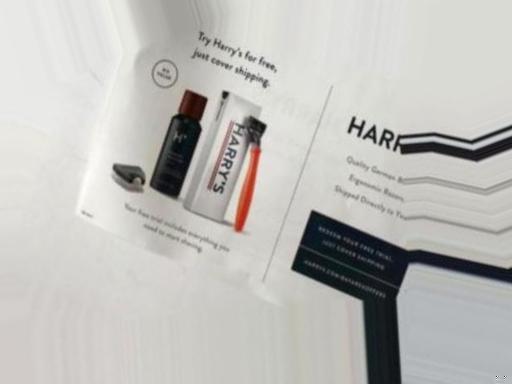 Try Harry's for free,
just cover shipping.
H'
HARRY'S
Your free trial includes everything you
need to start shaving.
HARR
Quality German
Ergonomic Razors,
Shipped Directly to You
REDEEM YOUR FREE TRIAL,
JUST COVER SHIPPING